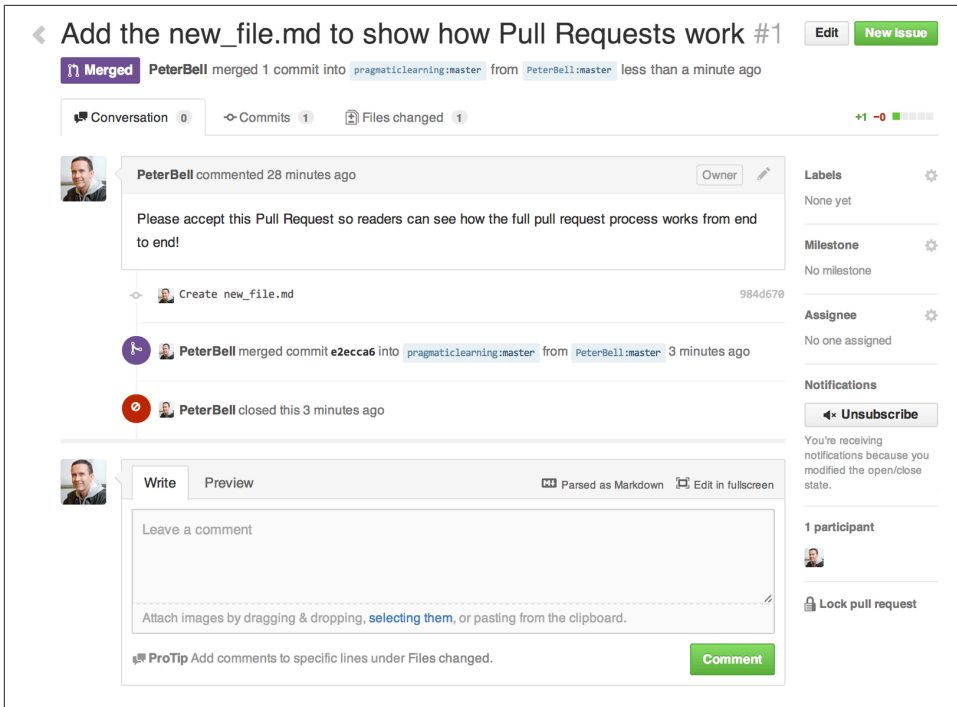 Add the new_file.md to show how Pull Requests work #1
Edit
New issue
Merged PeterBell merged 1 commit into pragmaticlearning:master from PeterBell:master less than a minute ago
Conversation 0
Commits 1
Files changed 1
+1 −0
PeterBell commented 28 minutes ago
Owner
Please accept this Pull Request so readers can see how the full pull request process works from end
to end!
Create new_file.md
984d670
PeterBell merged commit e2ecca6 into pragmaticlearning:master from PeterBell:master 3 minutes ago
PeterBell closed this 3 minutes ago
Labels
None yet
Milestone
No milestone
Assignee
No one assigned
Notifications
Unsubscribe
You're receiving
notifications because you
modified the open/close
state.
1 participant
Lock pull request
Write
Preview
Parsed as Markdown
Edit in fullscreen
Leave a comment
Attach images by dragging & dropping, selecting them, or pasting from the clipboard.
ProTip Add comments to specific lines under Files changed.
Comment